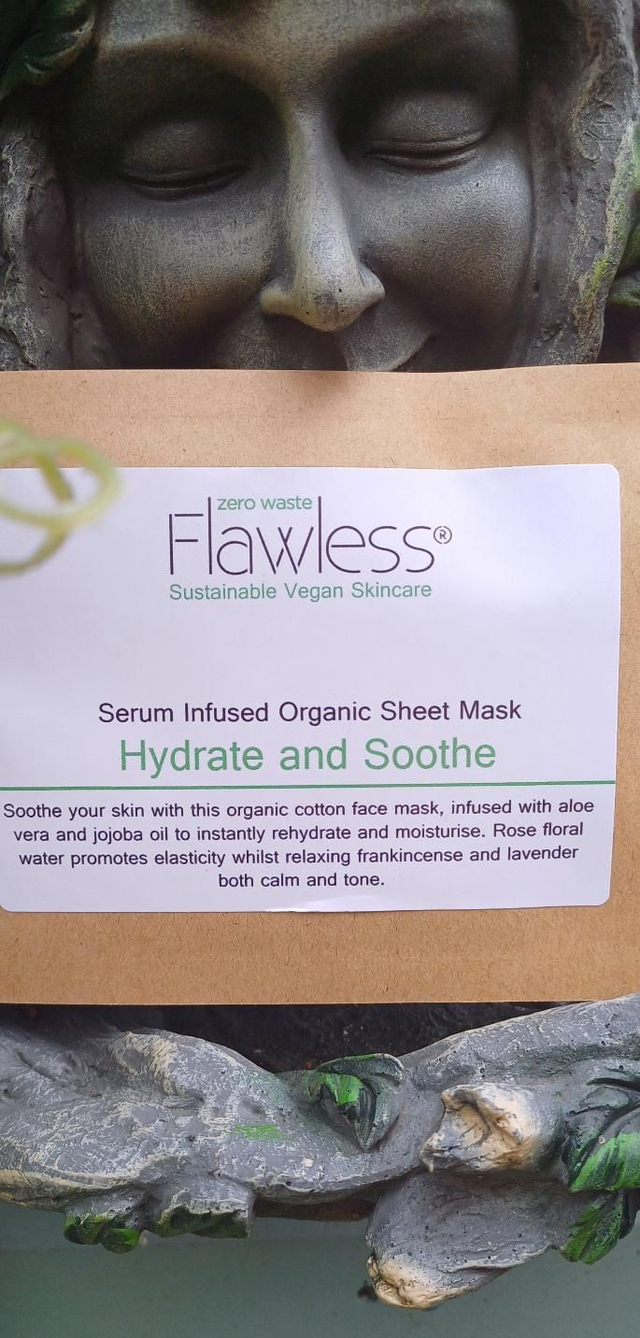 zero waste
Flawless®
Sustainable Vegan Skincare
Serum Infused Organic Sheet Mask
Hydrate and Soothe
Soothe your skin with this organic cotton face mask, infused with aloe
vera and jojoba oil to instantly rehydrate and moisturise. Rose floral
water promotes elasticity whilst relaxing frankincense and lavender
both calm and tone.